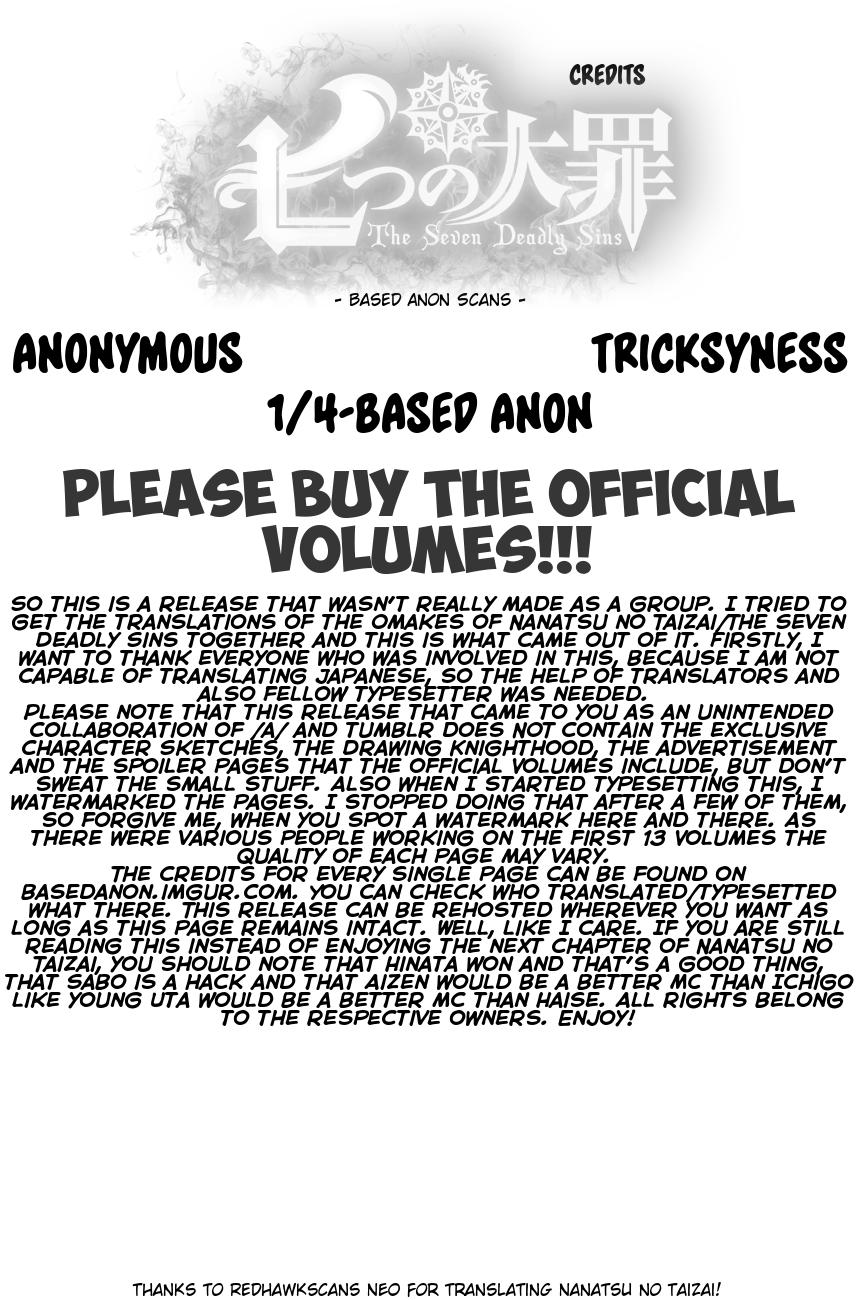 CREDITS
七つの大罪
The Seven Deadly Sins
- BASED ANON SCANS -
ANONYMOUS TRICKSYNESS
1/4-BASED ANON
PLEASE BUY THE OFFICIAL
VOLUMES!!!
SO THIS IS A RELEASE THAT WASN'T REALLY MADE AS A GROUP. I TRIED TO
GET THE TRANSLATIONS OF THE OMAKES OF NANATSU NO TAIZAI/THE SEVEN
DEADLY SINS TOGETHER AND THIS IS WHAT CAME OUT OF IT. FIRSTLY, I
WANT TO THANK EVERYONE WHO WAS INVOLVED IN THIS, BECAUSE I AM NOT
CAPABLE OF TRANSLATING JAPANESE, SO THE HELP OF TRANSLATORS AND
ALSO FELLOW TYPESETTER WAS NEEDED.
PLEASE NOTE THAT THIS RELEASE THAT CAME TO YOU AS AN UNINTENDED
COLLABORATION OF /A/ AND TUMBLR DOES NOT CONTAIN THE EXCLUSIVE
CHARACTER SKETCHES, THE DRAWING KNIGHTHOOD, THE ADVERTISEMENT
AND THE SPOILER PAGES THAT THE OFFICIAL VOLUMES INCLUDE, BUT DON'T
SWEAT THE SMALL STUFF. ALSO WHEN I STARTED TYPESETTING THIS, I
WATERMARKED THE PAGES. I STOPPED DOING THAT AFTER A FEW OF THEM,
SO FORGIVE ME, WHEN YOU SPOT A WATERMARK HERE AND THERE. AS
THERE WERE VARIOUS PEOPLE WORKING ON THE FIRST 13 VOLUMES THE
QUALITY OF EACH PAGE MAY VARY.
THE CREDITS FOR EVERY SINGLE PAGE CAN BE FOUND ON
BASEDANON.IMGUR.COM. YOU CAN CHECK WHO TRANSLATED/TYPESETTED
WHAT THERE. THIS RELEASE CAN BE REHOSTED WHEREVER YOU WANT AS
LONG AS THIS PAGE REMAINS INTACT. WELL, LIKE I CARE. IF YOU ARE STILL
READING THIS INSTEAD OF ENJOYING THE NEXT CHAPTER OF NANATSU NO
TAIZAI, YOU SHOULD NOTE THAT HINATA WON AND THAT'S A GOOD THING,
THAT SABO IS A HACK AND THAT AIZEN WOULD BE A BETTER MC THAN ICHIGO
LIKE YOUNG UTA WOULD BE A BETTER MC THAN HAISE. ALL RIGHTS BELONG
TO THE RESPECTIVE OWNERS. ENJOY!
THANKS TO REDHAWKSCANS NEO FOR TRANSLATING NANATSU NO TAIZAI!